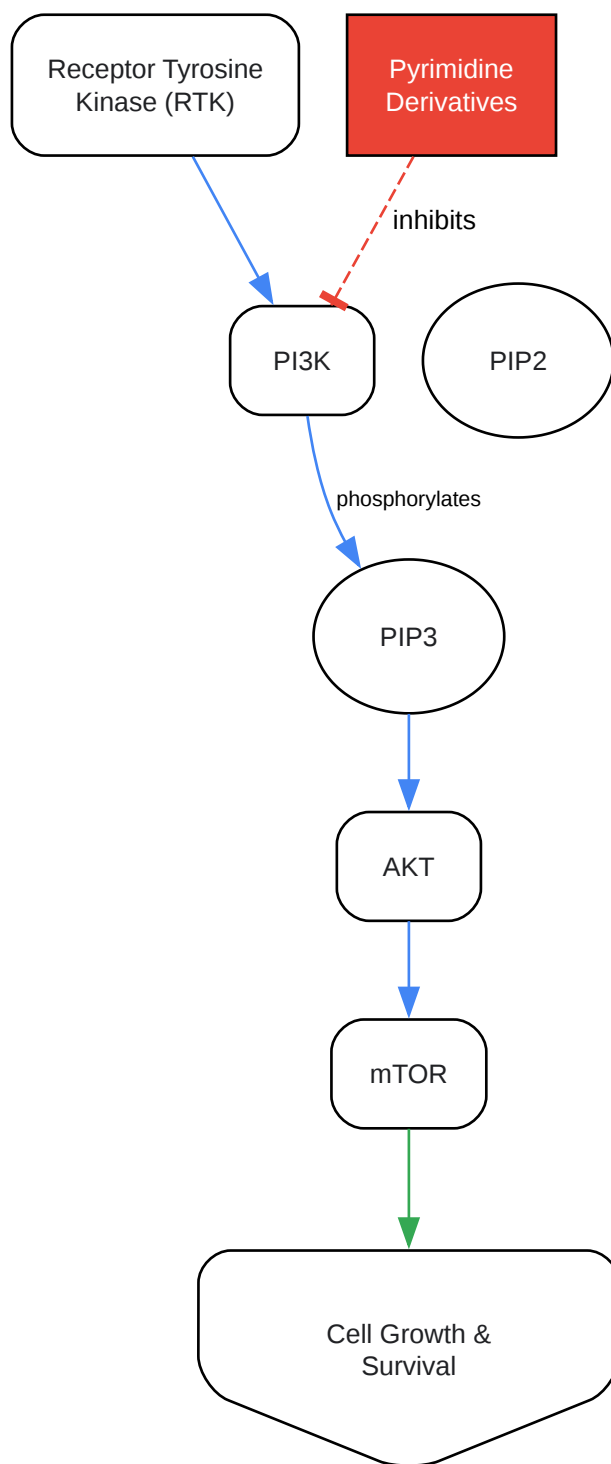 Receptor Tyrosine
Kinase (RTK)
Pyrimidine
Derivatives
inhibits
PI3K
PIP2
phosphorylates
PIP3
AKT
mTOR
Cell Growth &
Survival